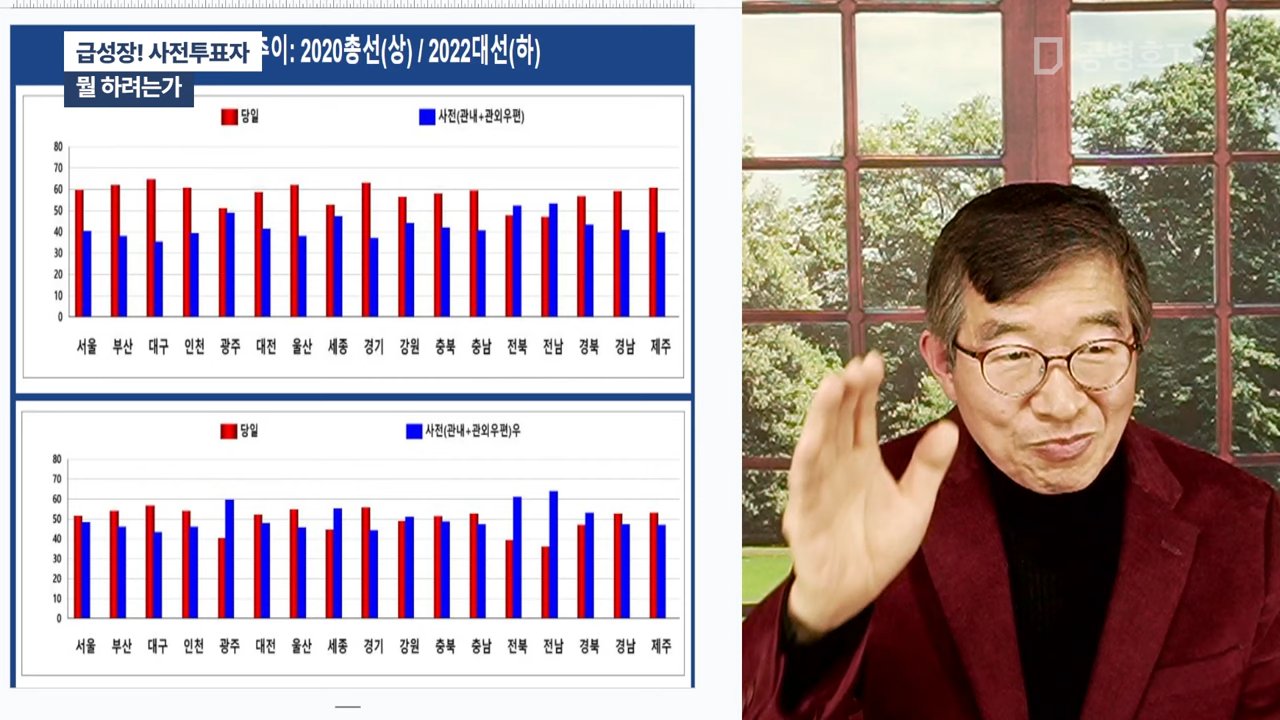 급성장! 사전투표자
뭘 하려는가
추이: 2020총선(상) / 2022대선(하)
공병호TV
당일 사전(관내+관외우편)
80
70
60
50
40
30
20
10
0
서울 부산 대구 인천 광주 대전 울산 세종 경기 강원 충북 충남 전북 전남 경북 경남 제주
당일 사전(관내+관외우편)우
80
70
60
50
40
30
20
10
0
서울 부산 대구 인천 광주 대전 울산 세종 경기 강원 충북 충남 전북 전남 경북 경남 제주